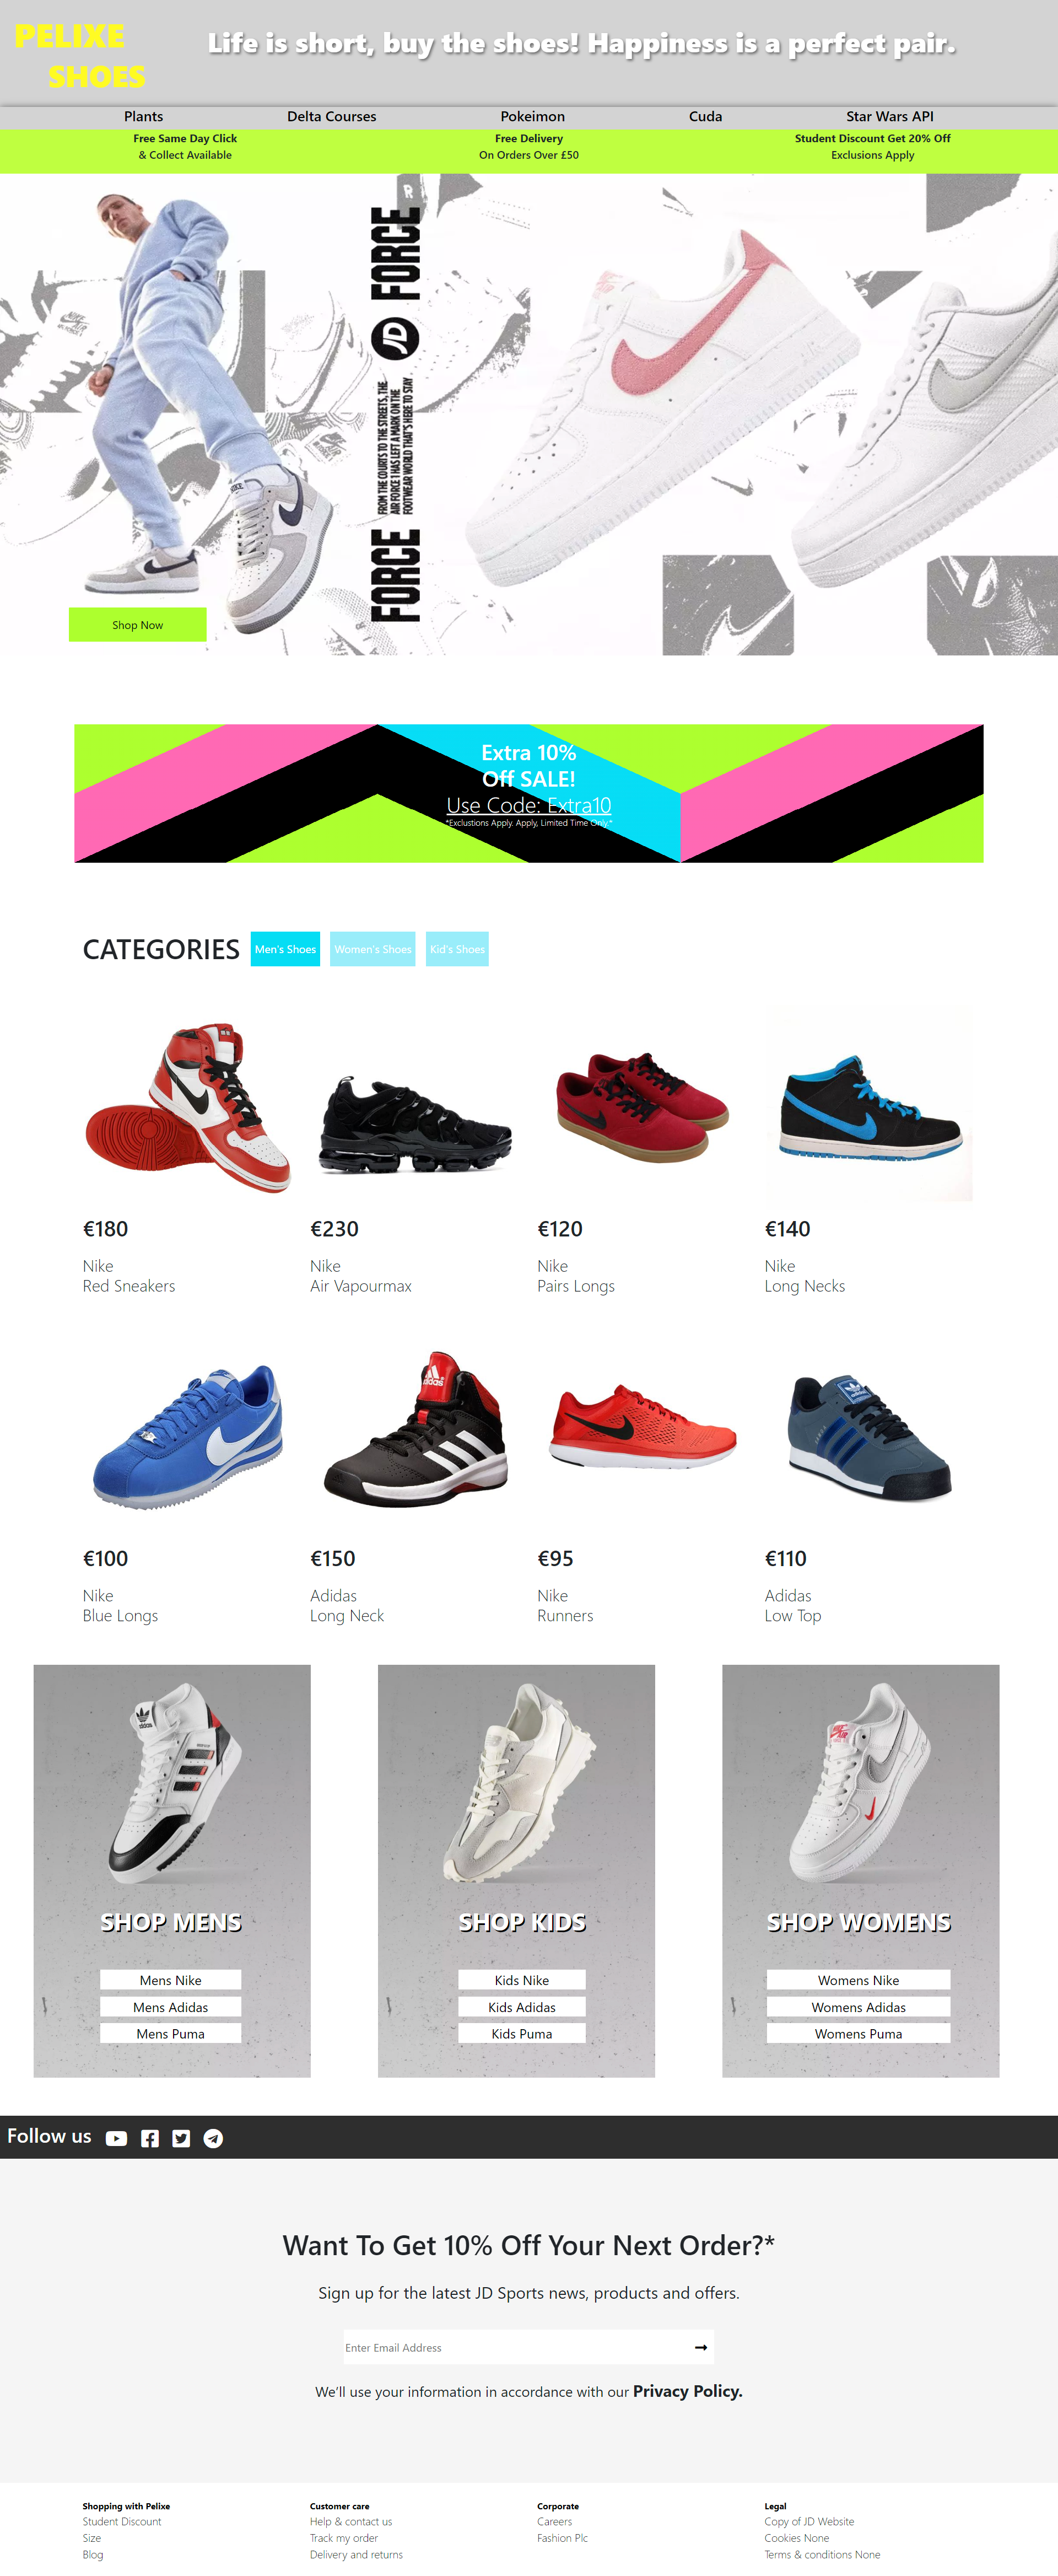 PELIXE
SHOES
Life is short, buy the shoes! Happiness is a perfect pair.
Plants
Delta Courses
Pokeimon
Cuda
Star Wars API
Free Same Day Click
& Collect Available
Free Delivery
On Orders Over £50
Student Discount Get 20% Off
Exclusions Apply
R
FORCE
JD
FROM THE COURTS TO THE STREETS, THE
AIR FORCE 1 HAS LEFT A MARK ON THE
FOOTWEAR WORLD THAT'S HERE TO STAY
FORCE
Shop Now
Extra 10%
Off SALE!
Use Code: Extra10
*Exclustions Apply. Apply, Limited Time Only.*
CATEGORIES
Men's Shoes
Women's Shoes
Kid's Shoes
€180
Nike
Red Sneakers
€230
Nike
Air Vapourmax
€120
Nike
Pairs Longs
€140
Nike
Long Necks
adidas
€100
Nike
Blue Longs
€150
Adidas
Long Neck
€95
Nike
Runners
€110
Adidas
Low Top
adidas
SHOP MENS
Mens Nike
Mens Adidas
Mens Puma
SHOP KIDS
Kids Nike
Kids Adidas
Kids Puma
SHOP WOMENS
Womens Nike
Womens Adidas
Womens Puma
Follow us
Want To Get 10% Off Your Next Order?*
Sign up for the latest JD Sports news, products and offers.
Enter Email Address
We'll use your information in accordance with our Privacy Policy.
Shopping with Pelixe
Student Discount
Size
Blog
Customer care
Help & contact us
Track my order
Delivery and returns
Corporate
Careers
Fashion Plc
Legal
Copy of JD Website
Cookies None
Terms & conditions None